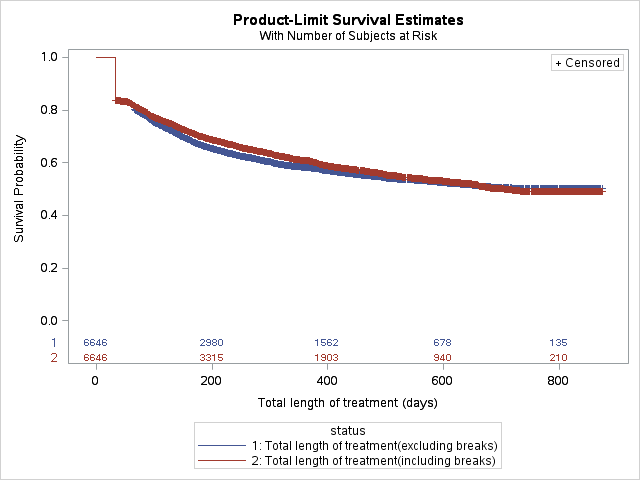 Product-Limit Survival Estimates
With Number of Subjects at Risk
+ Censored
1.0
0.8
0.6
0.4
0.2
0.0
Survival Probability
1 6646 2980 1562 678 135
2 6646 3315 1903 940 210
0 200 400 600 800
Total length of treatment (days)
status
1: Total length of treatment(excluding breaks)
2: Total length of treatment(including breaks)